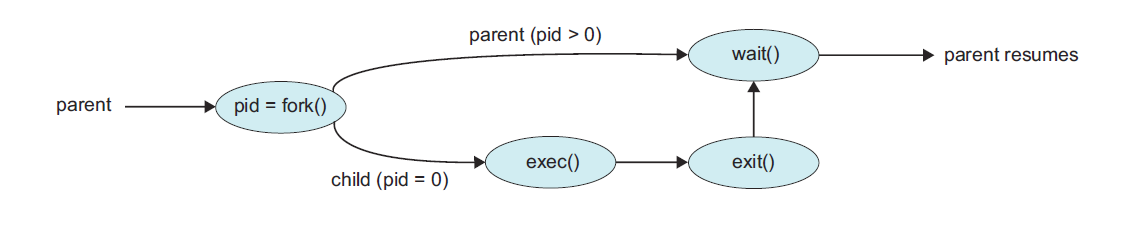 parent (pid > 0)
wait()
parent resumes
parent
pid = fork()
exec()
exit()
child (pid = 0)